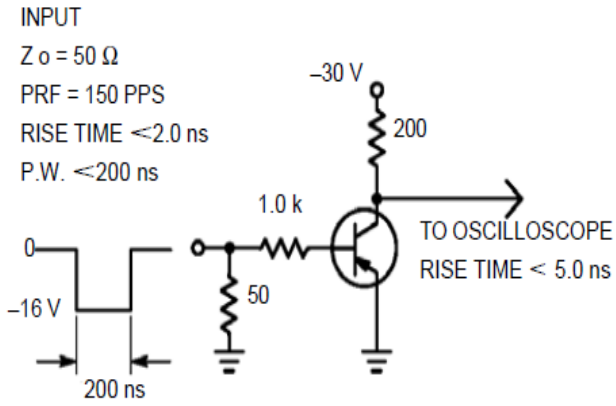 INPUT
Z o = 50 Ω
PRF = 150 PPS
RISE TIME <2.0 ns
P.W. <200 ns
–30 V
200
1.0 k
TO OSCILLOSCOPE
RISE TIME < 5.0 ns
0
50
–16 V
200 ns